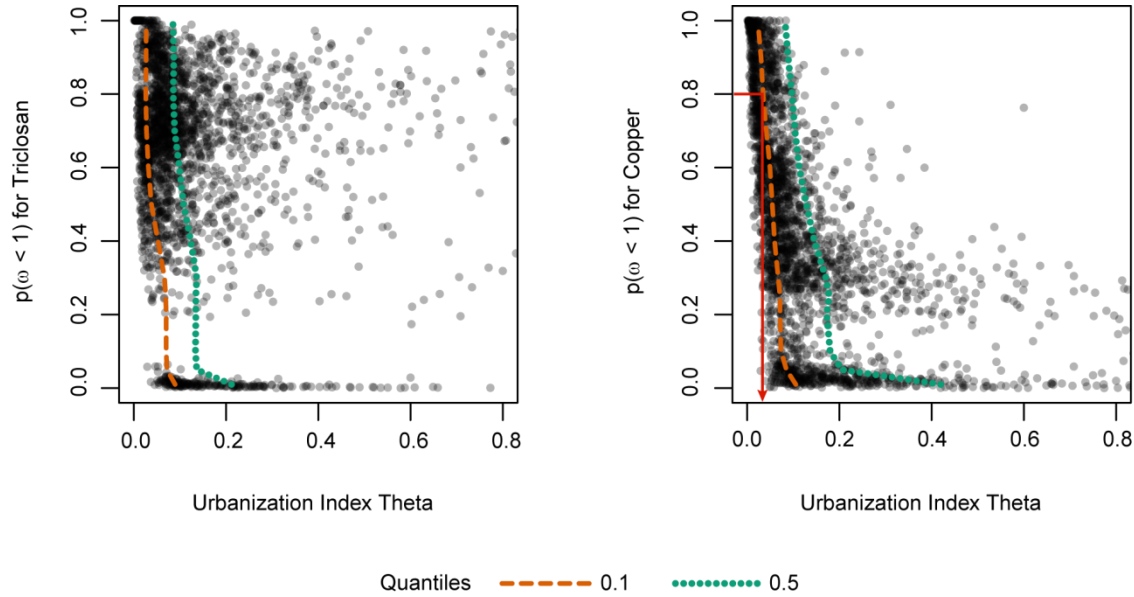 p(ω < 1) for Triclosan
1.0
0.8
0.6
0.4
0.2
0.0
0.0 0.2 0.4 0.6 0.8
Urbanization Index Theta
p(ω < 1) for Copper
1.0
0.8
0.6
0.4
0.2
0.0
0.0 0.2 0.4 0.6 0.8
Urbanization Index Theta
Quantiles 0.1 0.5